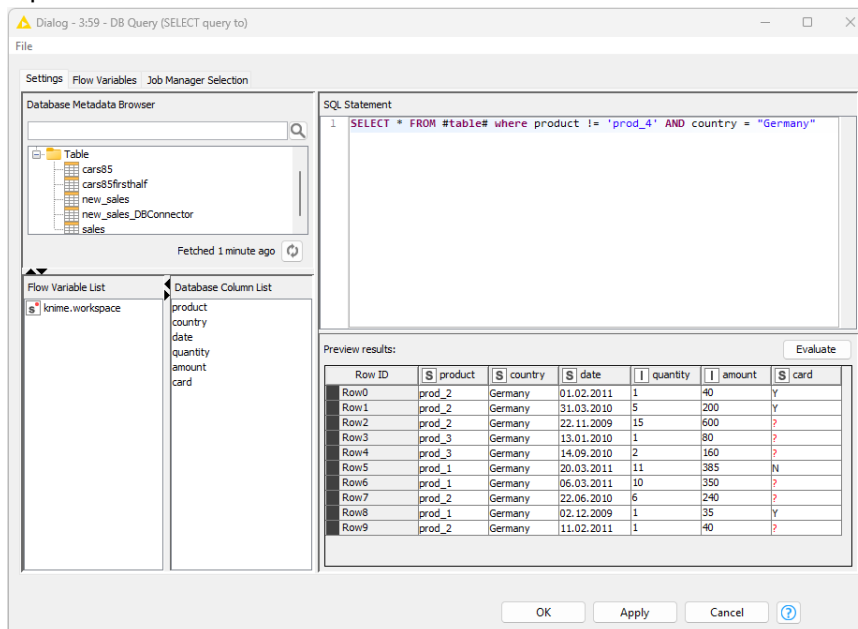 Dialog - 3:59 - DB Query (SELECT query to)
File
Settings Flow Variables Job Manager Selection
Database Metadata Browser
Table
cars85
cars85firsthalf
new_sales
new_sales_DBConnector
sales
Fetched 1 minute ago
Flow Variable List
s knime.workspace
Database Column List
product
country
date
quantity
amount
card
SQL Statement
1 SELECT * FROM #table# where product != 'prod_4' AND country = "Germany"
Preview results:
Evaluate
Row ID S product S country S date I quantity I amount S card
Row0 prod_2 Germany 01.02.2011 1 40 Y
Row1 prod_2 Germany 31.03.2010 5 200 Y
Row2 prod_2 Germany 22.11.2009 15 600 ?
Row3 prod_3 Germany 13.01.2010 1 80 ?
Row4 prod_3 Germany 14.09.2010 2 160 ?
Row5 prod_1 Germany 20.03.2011 11 385 N
Row6 prod_1 Germany 06.03.2011 10 350 ?
Row7 prod_2 Germany 22.06.2010 6 240 ?
Row8 prod_1 Germany 02.12.2009 1 35 Y
Row9 prod_2 Germany 11.02.2011 1 40 ?
OK Apply Cancel ?